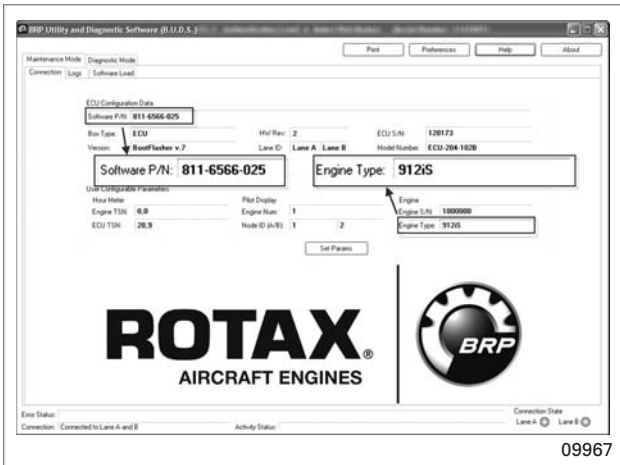 BRP Utility and Diagnostic Software (B.U.D.S.)
Print Preferences Help About
Maintenance Mode Diagnostic Mode
Connection Logs Software Load
ECU Configuration Data
Software P/N: 811-6566-025
Box Type: ECU HW Rev: 2 ECU S/N: 120173
Version: BootFlasher v.7 Lane ID: Lane A Lane B Model Number: ECU-204-102B
Software P/N: 811-6566-025 Engine Type: 912iS
User Configurable Parameters
Hour Meter Pilot Display Engine
Engine TSN: 0,0 Engine Num: 1 Engine S/N: 1000000
ECU TSN: 20,9 Node ID (A/B): 1 2 Engine Type: 912iS
Set Params
ROTAX®
AIRCRAFT ENGINES
BRP
Error Status:
Connection State
Connection: Connected to Lane A and B Activity Status: Lane A Lane B
09967